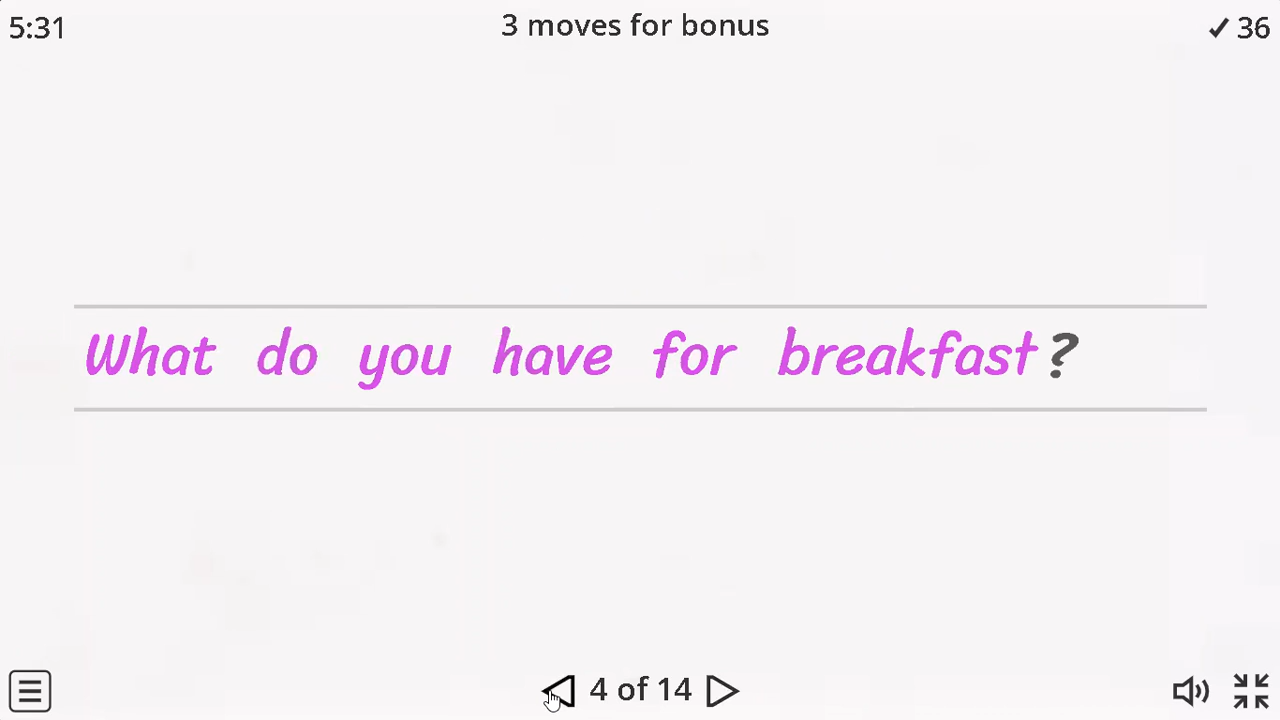 5:31
3 moves for bonus
✓ 36
What do you have for breakfast?
4 of 14